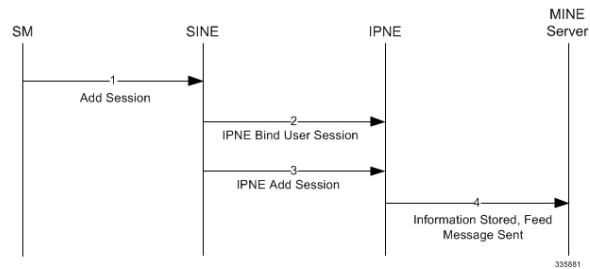 SM
SINE
IPNE
MINE
Server
1
Add Session
2
IPNE Bind User Session
3
IPNE Add Session
4
Information Stored, Feed
Message Sent
335881